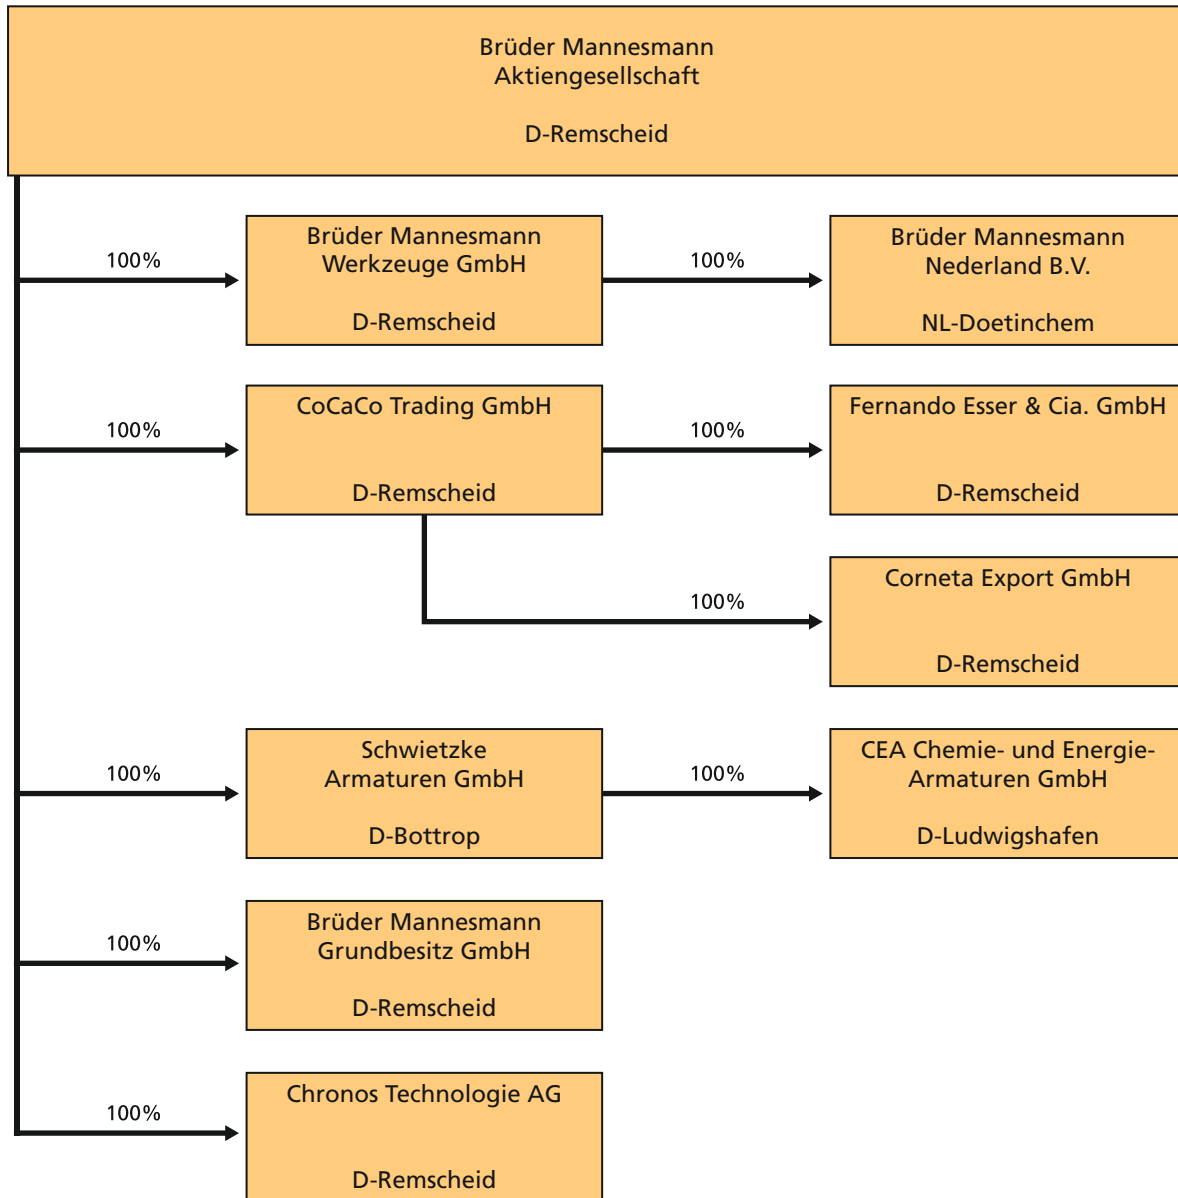 Brüder Mannesmann
Aktiengesellschaft
D-Remscheid
100%
Brüder Mannesmann
Werkzeuge GmbH
D-Remscheid
100%
Brüder Mannesmann
Nederland B.V.
NL-Doetinchem
100%
CoCaCo Trading GmbH
D-Remscheid
100%
Fernando Esser & Cia. GmbH
D-Remscheid
100%
Corneta Export GmbH
D-Remscheid
100%
Schwietzke
Armaturen GmbH
D-Bottrop
100%
CEA Chemie- und Energie-
Armaturen GmbH
D-Ludwigshafen
100%
Brüder Mannesmann
Grundbesitz GmbH
D-Remscheid
100%
Chronos Technologie AG
D-Remscheid